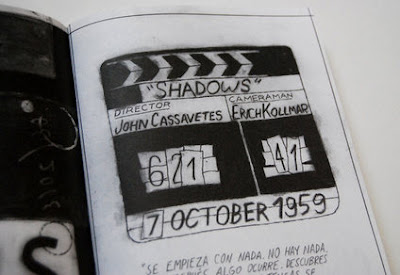 "SHADOWS"
DIRECTOR CAMERAMAN
JOHN CASSAVETES ERICH KOLLMAR
621 41
7 OCTOBER 1959
"SE EMPIEZA CON NADA. NO HAY NADA.
ALGO OCURRE. DESCUBRES